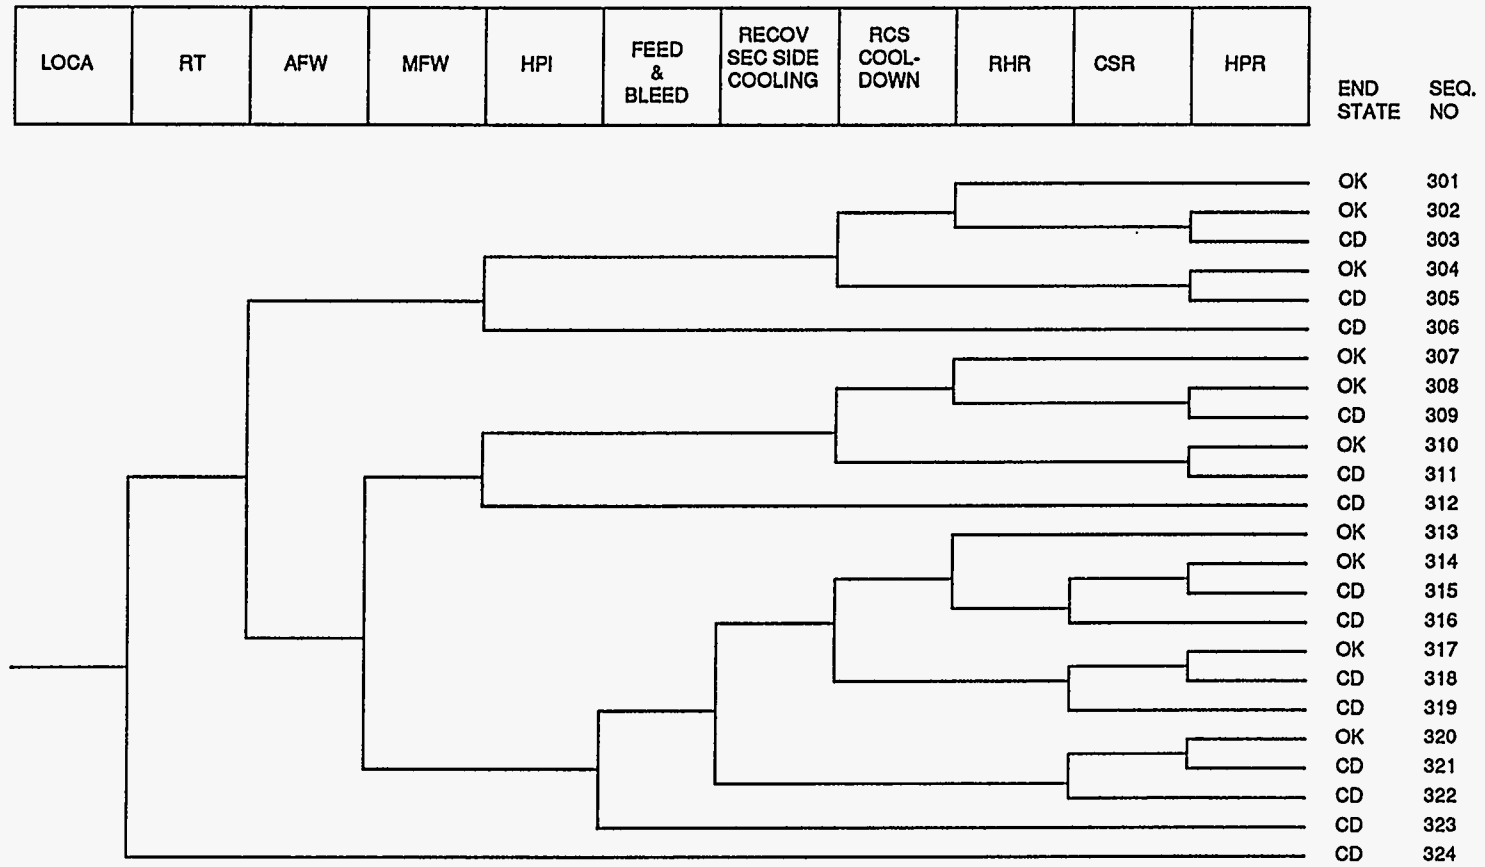 LOCA
RT
AFW
MFW
HPI
FEED
&
BLEED
RECOV
SEC SIDE
COOLING
RCS
COOL-
DOWN
RHR
CSR
HPR
END
STATE
SEQ.
NO
OK 301
OK 302
CD 303
OK 304
CD 305
CD 306
OK 307
OK 308
CD 309
OK 310
CD 311
CD 312
OK 313
OK 314
CD 315
CD 316
OK 317
CD 318
CD 319
OK 320
CD 321
CD 322
CD 323
CD 324